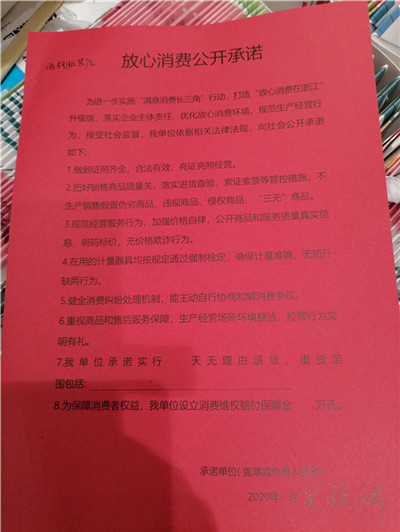 放心消费公开承诺
为进一步实施“满意消费长三角”行动，打造“放心消费在浙江”
升级版，落实企业主体责任，优化放心消费环境，规范生产经营行
为，接受社会监督，我单位依据相关法律法规，向社会公开承诺
如下：
1.做到证照齐全、合法有效，亮证亮照经营。
2.把好销售商品质量关，落实进货查验、索证索票等管控措施，不
生产销售假冒伪劣商品、违规商品、侵权商品、“三无”商品。
3.规范经营服务行为，加强价格自律，公开商品和服务质量真实信
息，明码标价，无价格欺诈行为。
4.在用的计量器具均按规定通过强制检定，确保计量准确，无短斤
缺两行为。
5.健全消费纠纷处理机制，能主动自行协商和解消费争议。
6.重视商品和售后服务保障，生产经营场所环境整洁，经营行为文
明有礼。
7.我单位承诺实行 天无理由退货，退货范
围包括：
8.为保障消费者权益，我单位设立消费维权赔付保障金 万元。
承诺单位(盖章或负责人签名)
2020年 月